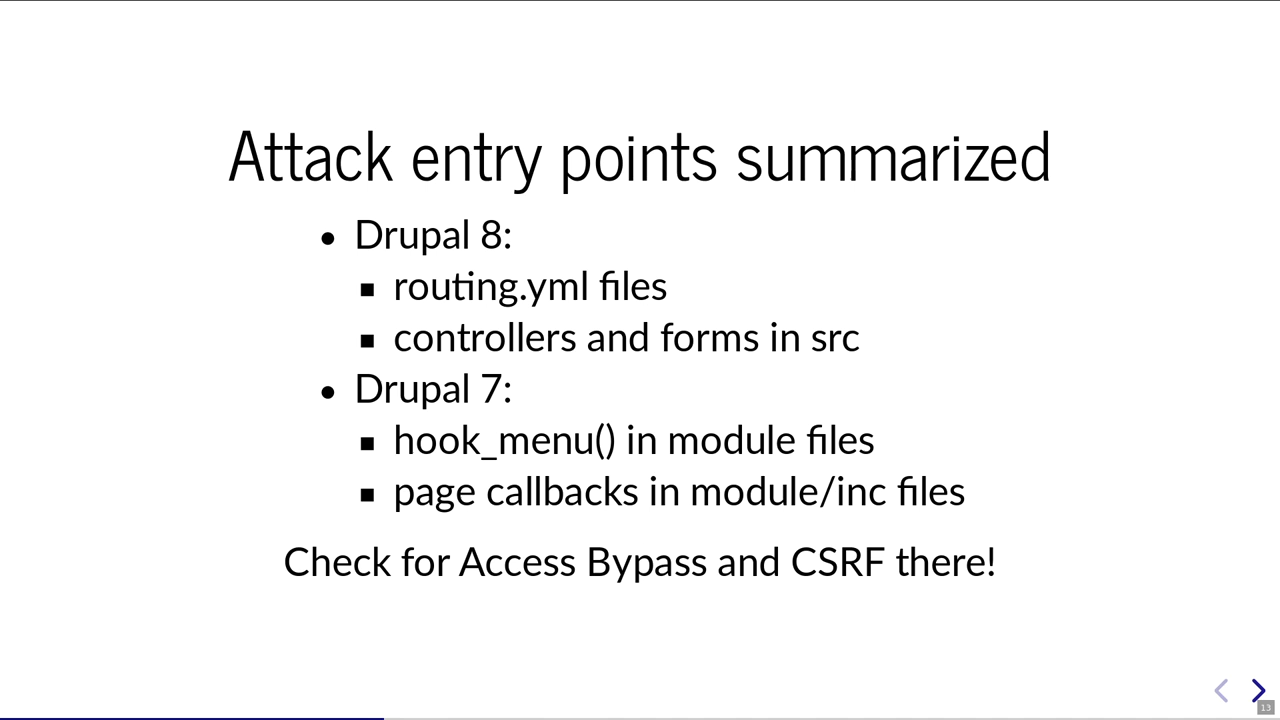 Attack entry points summarized
• Drupal 8:
▪ routing.yml files
▪ controllers and forms in src
• Drupal 7:
▪ hook_menu() in module files
▪ page callbacks in module/inc files
Check for Access Bypass and CSRF there!
13